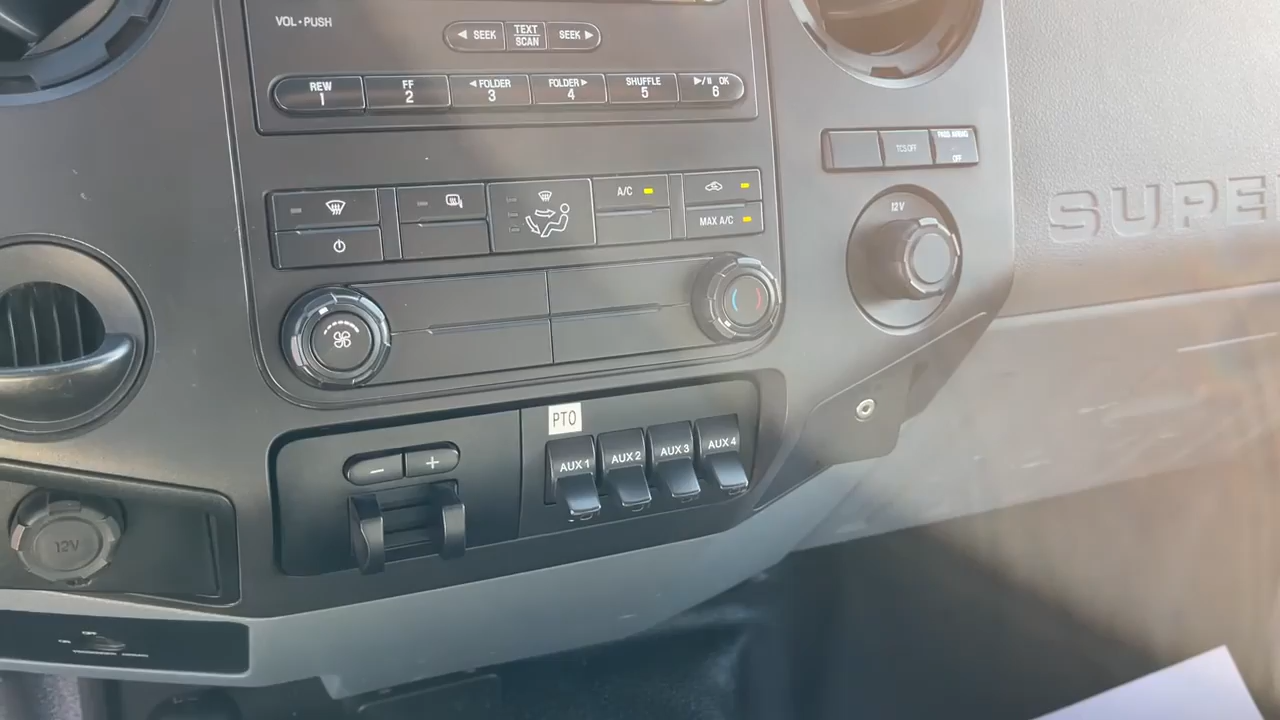 VOL•PUSH
◄ SEEK
TEXT
SCAN
SEEK ►
REW
1
FF
2
◄FOLDER
3
FOLDER►
4
SHUFFLE
5
►/II OK
6
TCS OFF
PASS AIRBAG
OFF
A/C
MAX A/C
12V
SUPE
PTO
− +
AUX 1
AUX 2
AUX 3
AUX 4
12V
OFF